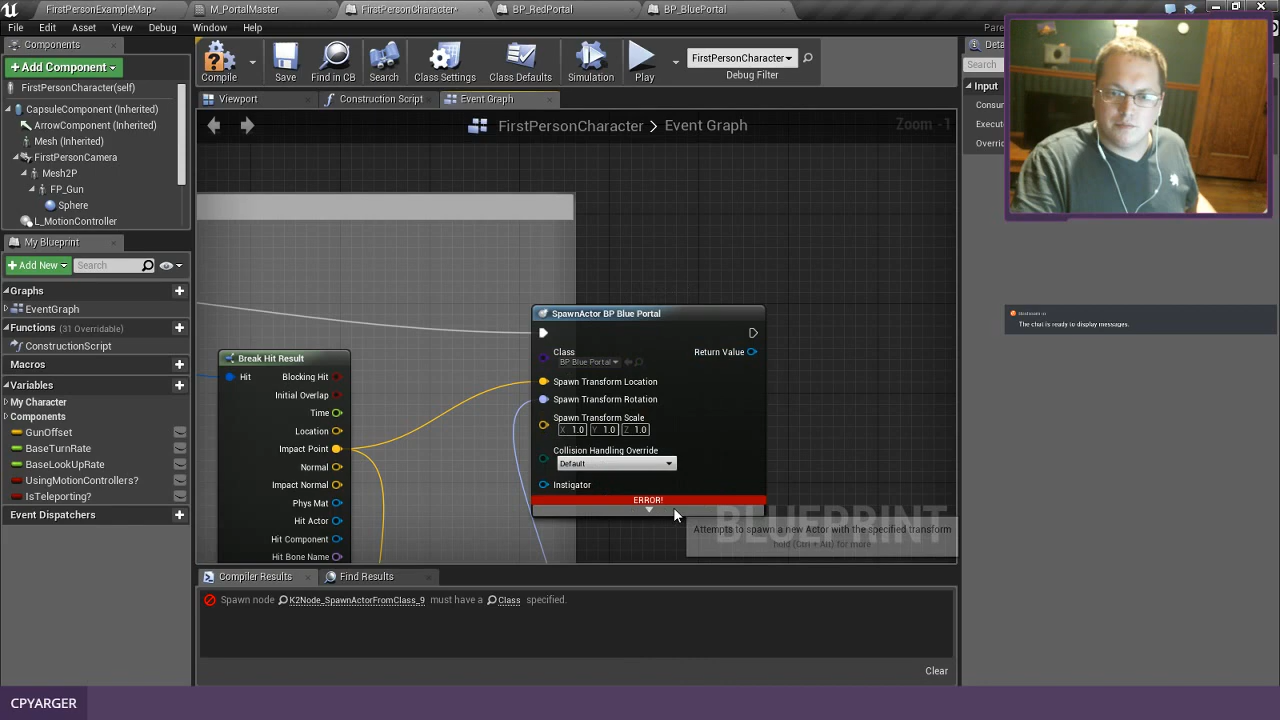 FirstPersonExampleMap*
M_PortalMaster
FirstPersonCharacter*
BP_RedPortal
BP_BluePortal
File Edit Asset View Debug Window Help
Components
+Add Component
FirstPersonCharacter(self)
CapsuleComponent (Inherited)
ArrowComponent (Inherited)
Mesh (Inherited)
FirstPersonCamera
Mesh2P
FP_Gun
Sphere
L_MotionController
My Blueprint
+Add New
Search
Graphs
EventGraph
Functions (31 Overridable)
ConstructionScript
Macros
Variables
My Character
Components
GunOffset
BaseTurnRate
BaseLookUpRate
UsingMotionControllers?
IsTeleporting?
Event Dispatchers
Compile
Save
Find in CB
Search
Class Settings
Class Defaults
Simulation
Play
FirstPersonCharacter
Debug Filter
Viewport
Construction Script
Event Graph
FirstPersonCharacter > Event Graph
Zoom -1
Break Hit Result
Hit
Blocking Hit
Initial Overlap
Time
Location
Impact Point
Normal
Impact Normal
Phys Mat
Hit Actor
Hit Component
Hit Bone Name
SpawnActor BP Blue Portal
Class
BP Blue Portal
Return Value
Spawn Transform Location
Spawn Transform Rotation
Spawn Transform Scale
X 1.0 Y 1.0 Z 1.0
Collision Handling Override
Default
Instigator
ERROR!
BLUEPRINT
Attempts to spawn a new Actor with the specified transform
hold (Ctrl + Alt) for more
Compiler Results
Find Results
Spawn node K2Node_SpawnActorFromClass_9 must have a Class specified.
Clear
Pare
Deta
Search
Input
Consum
Execute
Overrid
The chat is ready to display messages.
CPYARGER